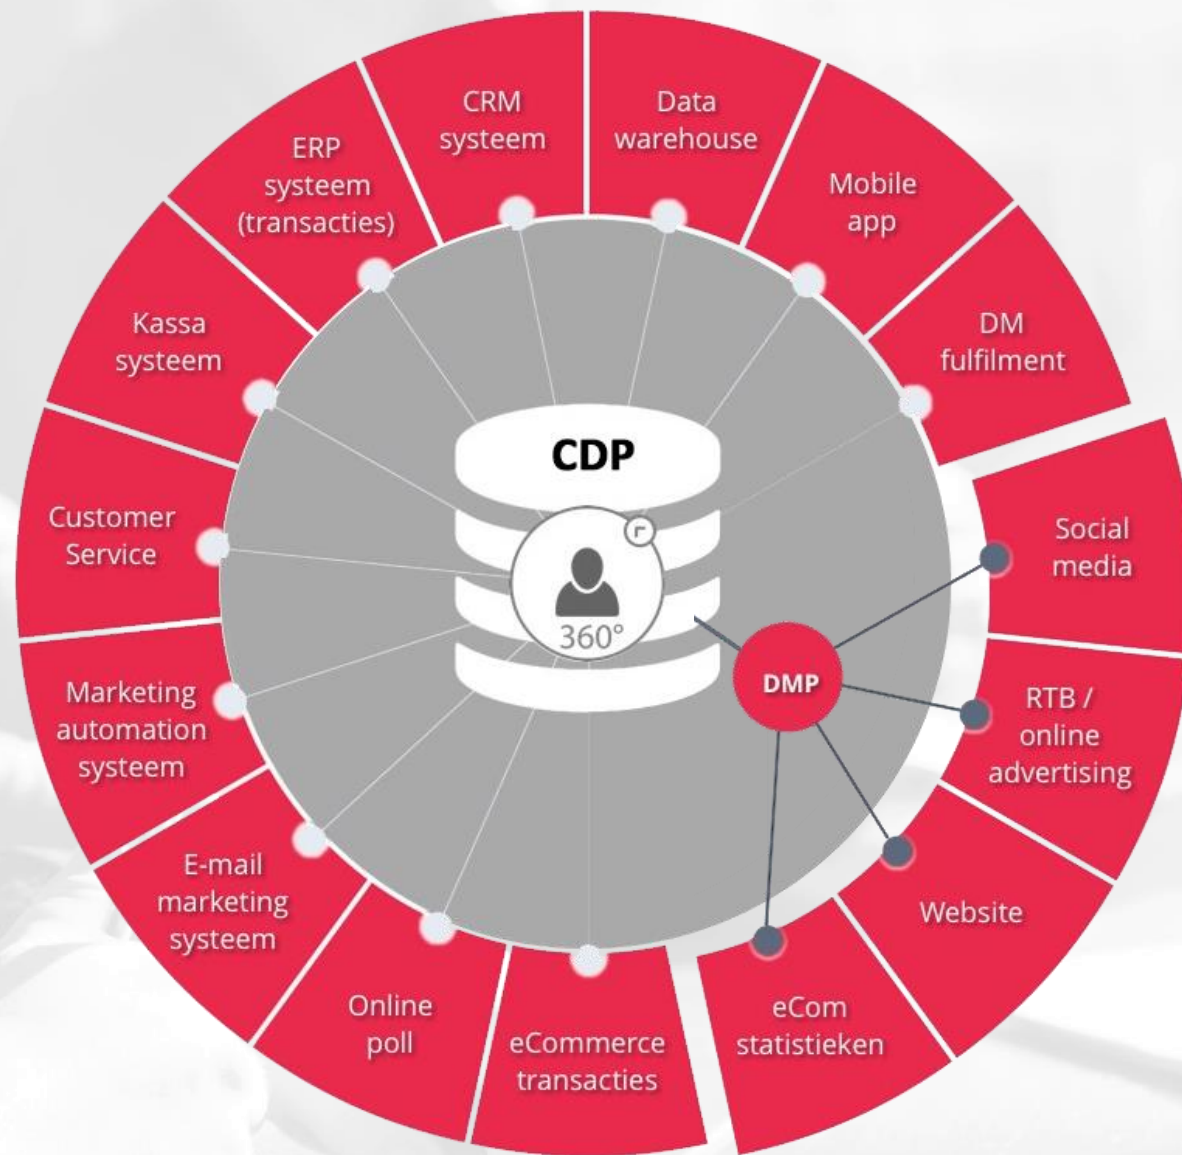 CRM
systeem
Data
warehouse
Mobile
app
DM
fulfilment
Social
media
RTB /
online
advertising
Website
eCom
statistieken
eCommerce
transacties
Online
poll
E-mail
marketing
systeem
Marketing
automation
systeem
Customer
Service
Kassa
systeem
ERP
systeem
(transacties)
CDP
360°
DMP